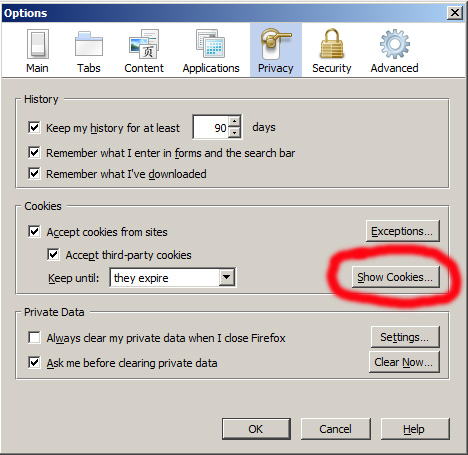 Options
Main Tabs Content Applications Privacy Security Advanced
History
Keep my history for at least 90 days
Remember what I enter in forms and the search bar
Remember what I've downloaded
Cookies
Accept cookies from sites Exceptions...
Accept third-party cookies
Keep until: they expire Show Cookies...
Private Data
Always clear my private data when I close Firefox Settings...
Ask me before clearing private data Clear Now...
OK Cancel Help